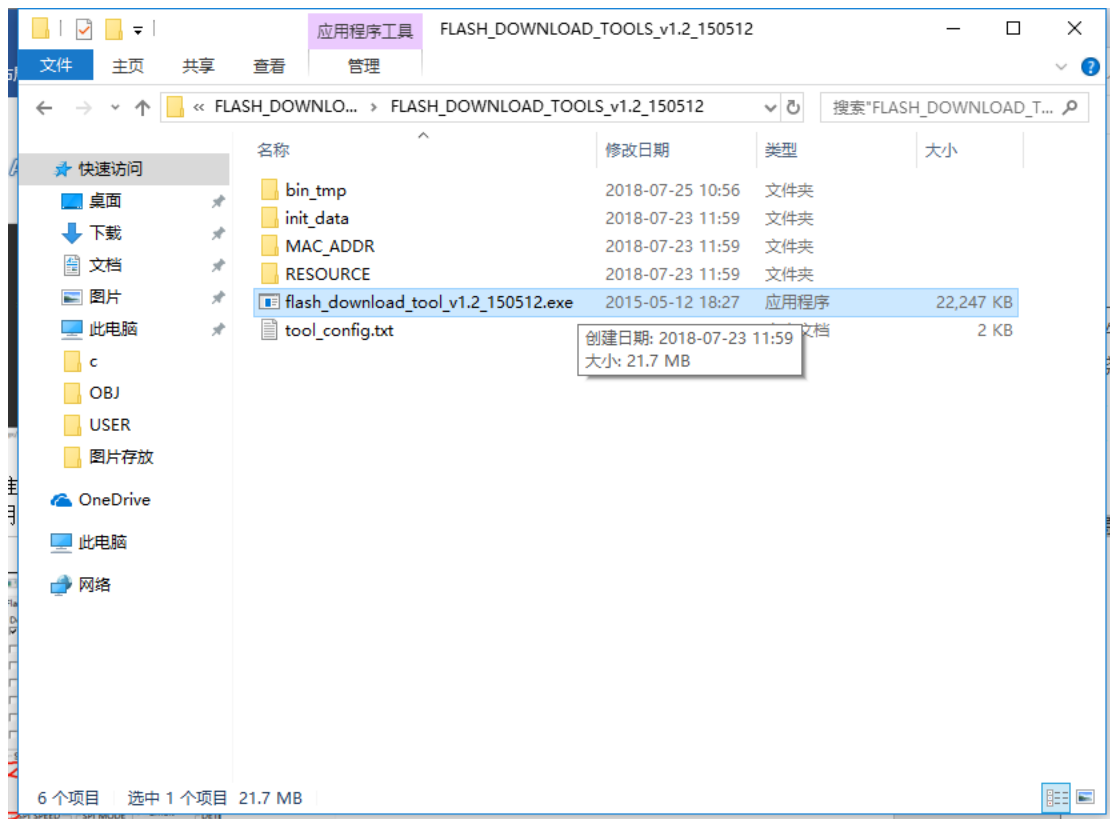 应用程序工具 FLASH_DOWNLOAD_TOOLS_v1.2_150512
文件 主页 共享 查看 管理
« FLASH_DOWNLO... › FLASH_DOWNLOAD_TOOLS_v1.2_150512 搜索"FLASH_DOWNLOAD_T...
名称 修改日期 类型 大小
快速访问
桌面
下载
文档
图片
此电脑
c
OBJ
USER
图片存放
OneDrive
此电脑
网络
bin_tmp 2018-07-25 10:56 文件夹
init_data 2018-07-23 11:59 文件夹
MAC_ADDR 2018-07-23 11:59 文件夹
RESOURCE 2018-07-23 11:59 文件夹
flash_download_tool_v1.2_150512.exe 2015-05-12 18:27 应用程序 22,247 KB
tool_config.txt 文档 2 KB
创建日期: 2018-07-23 11:59
大小: 21.7 MB
6 个项目 选中 1 个项目 21.7 MB